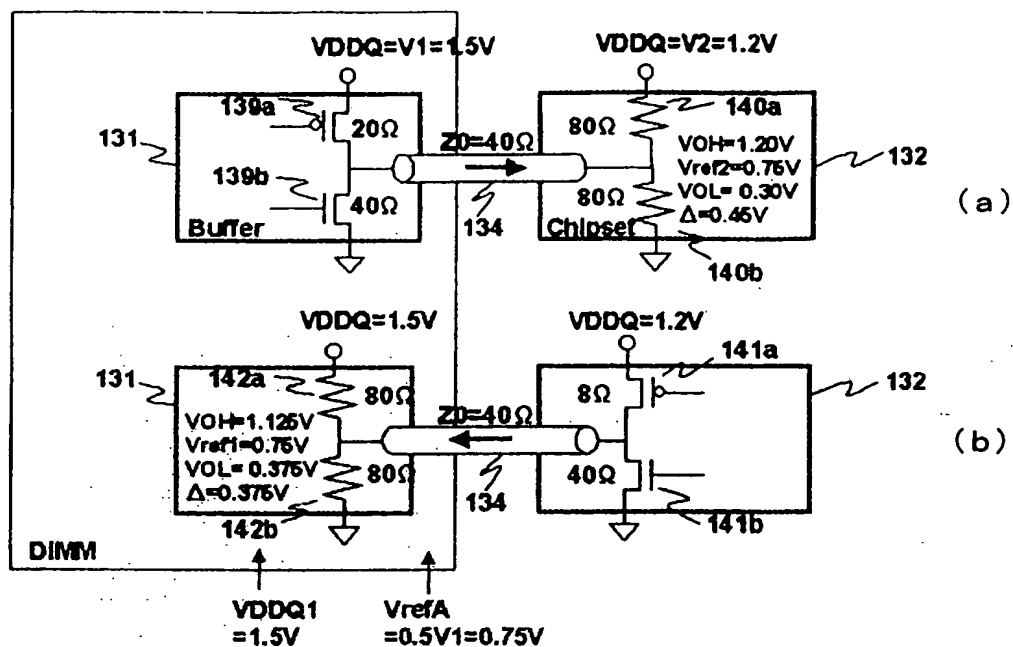 VDDQ=V1=1.5V
VDDQ=V2=1.2V
139a
140a
131
20Ω
Z0=40Ω
80Ω
VOH=1.20V
Vref2=0.75V
VOL= 0.30V
Δ=0.45V
132
139b
40Ω
80Ω
(a)
Buffer
134
Chipset
140b
VDDQ=1.5V
VDDQ=1.2V
131
142a
80Ω
Z0=40Ω
8Ω
141a
132
VOH=1.125V
Vref1=0.75V
VOL= 0.375V
Δ=0.375V
80Ω
40Ω
(b)
142b
134
141b
DIMM
VDDQ1
=1.5V
VrefA
=0.5V1=0.75V